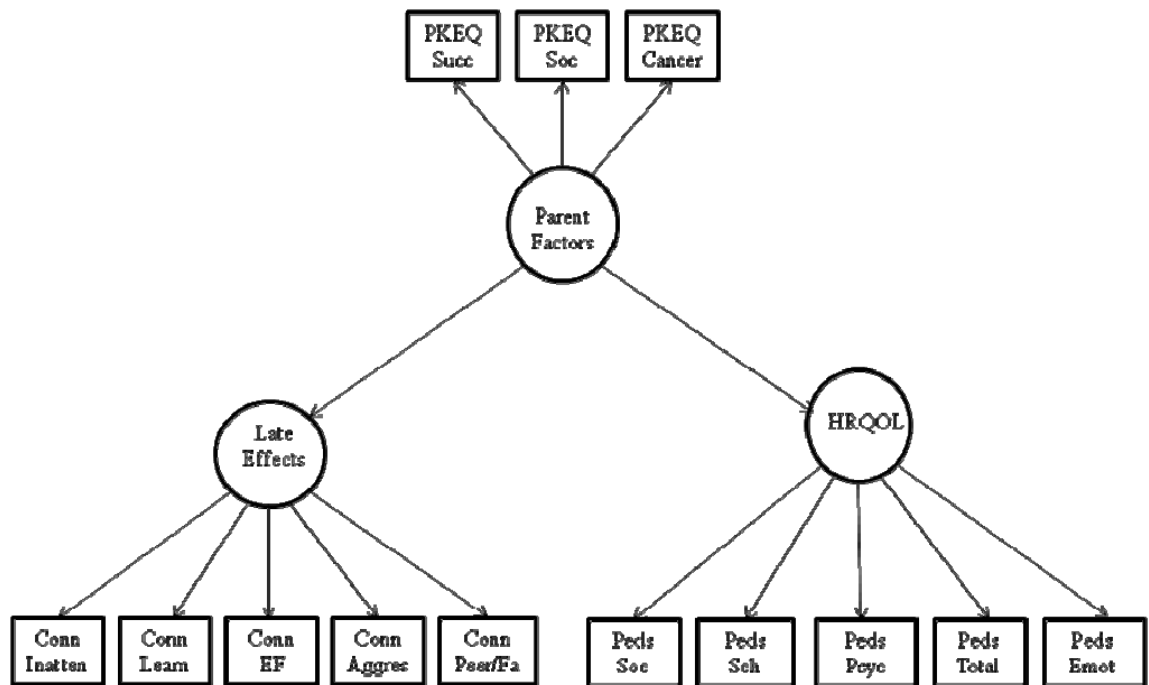 PKEQ
Succ
PKEQ
Soc
PKEQ
Cancer
Parent
Factors
Late
Effects
HRQOL
Conn
Inatten
Conn
Learn
Conn
EF
Conn
Aggres
Conn
Peer/Fa
Peds
Soc
Peds
Sch
Peds
Psyc
Peds
Total
Peds
Emot